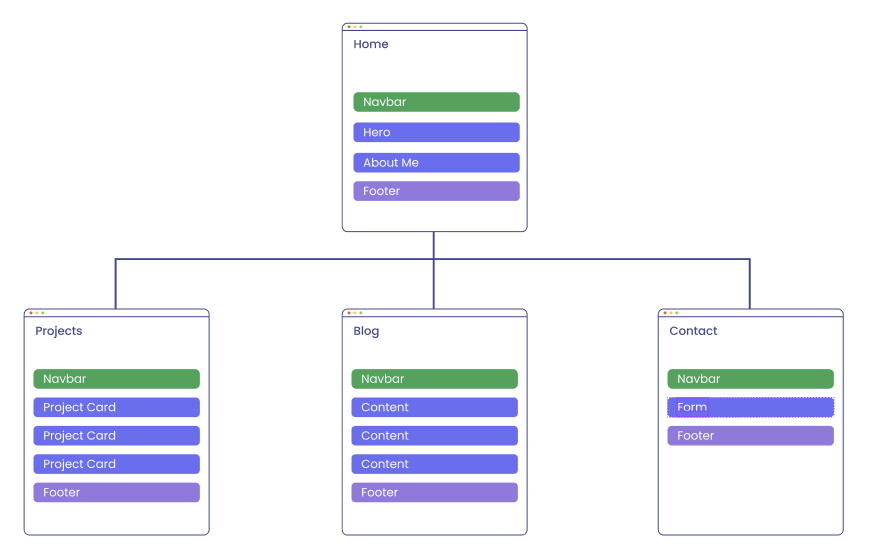 Home
Navbar
Hero
About Me
Footer
Projects
Navbar
Project Card
Project Card
Project Card
Footer
Blog
Navbar
Content
Content
Content
Footer
Contact
Navbar
Form
Footer